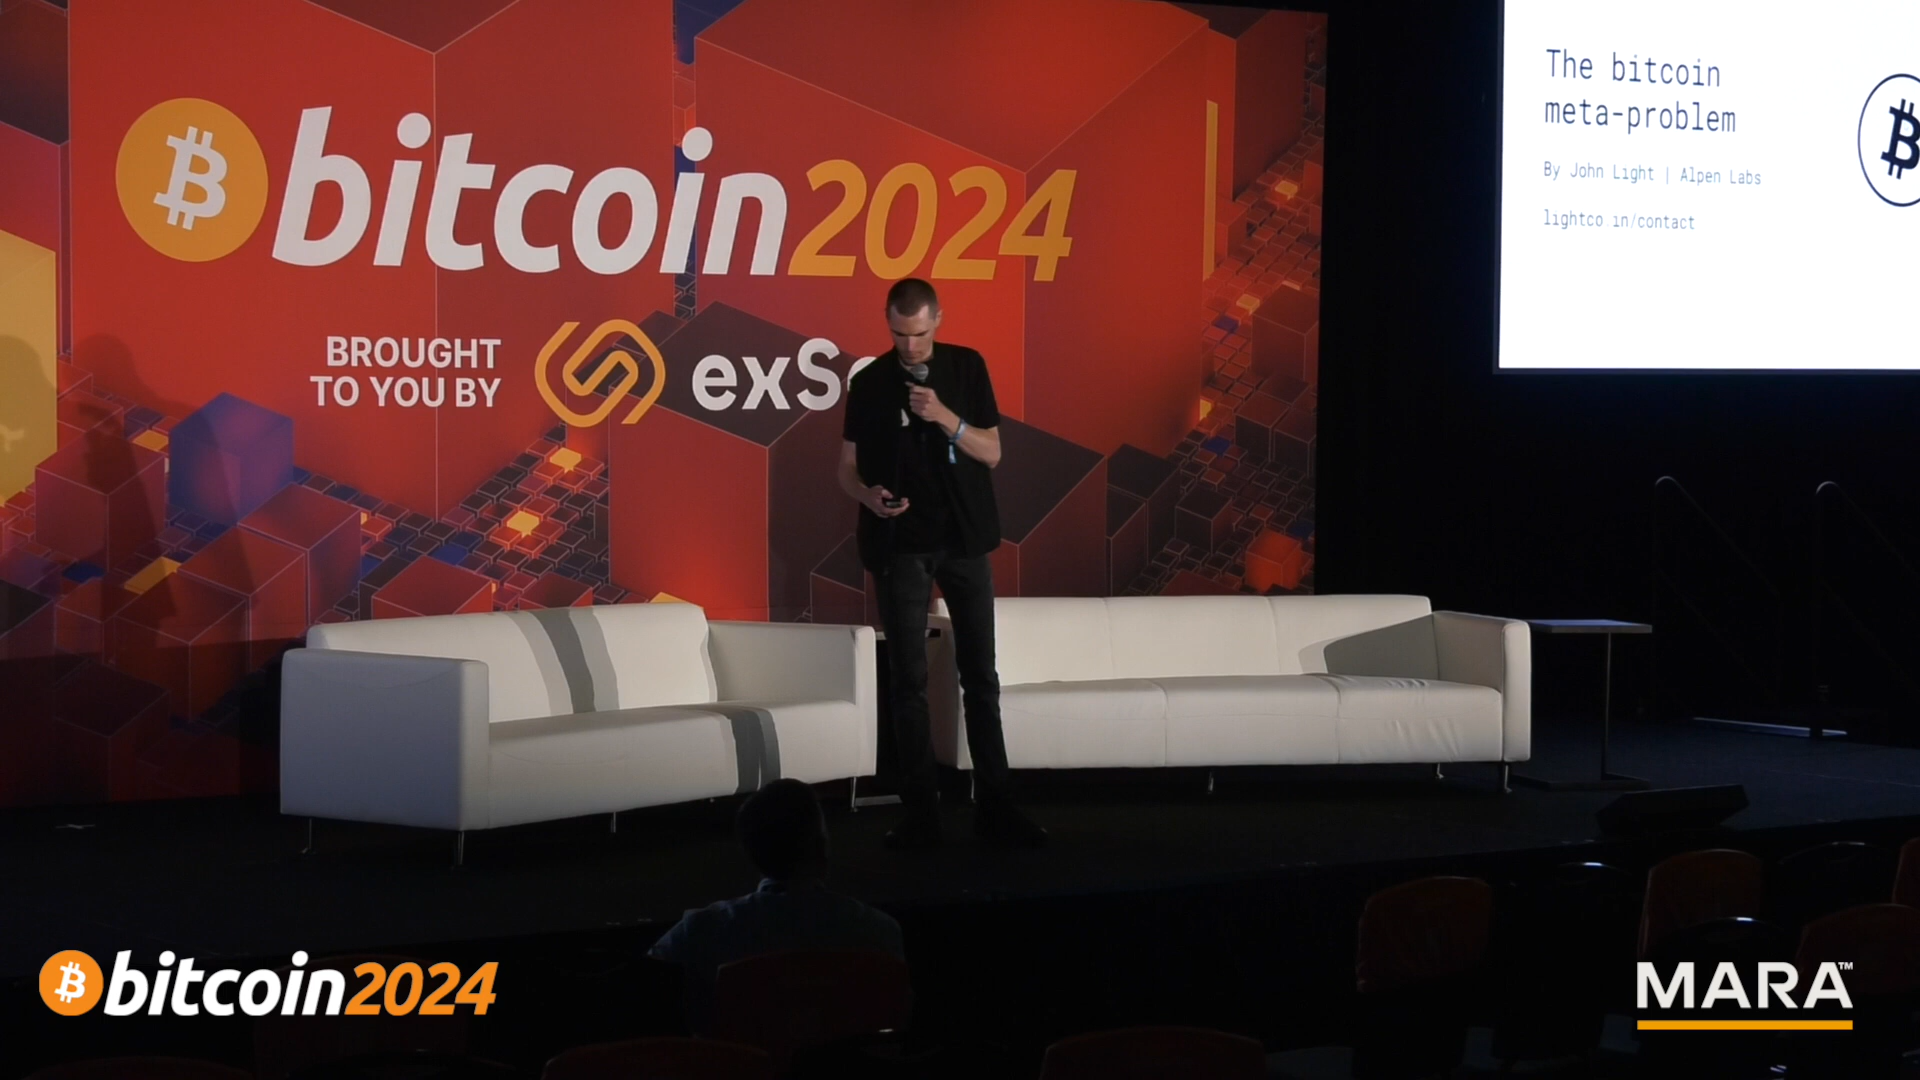 bitcoin2024
BROUGHT
TO YOU BY
exS
The bitcoin
meta-problem
By John Light | Alpen Labs
lightco in/contact
bitcoin2024
MARA™